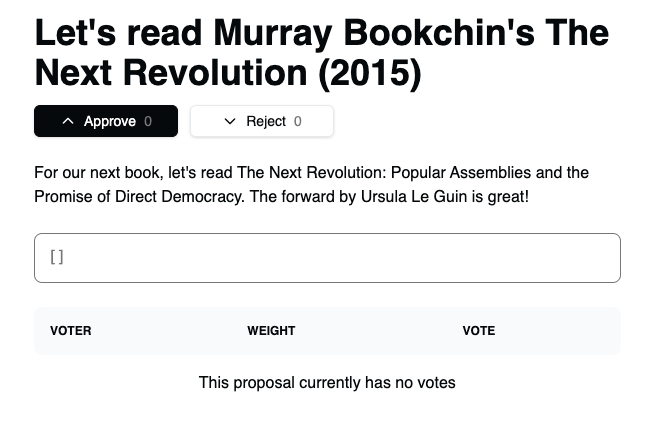 Let's read Murray Bookchin's The
Next Revolution (2015)
Approve 0
Reject 0
For our next book, let's read The Next Revolution: Popular Assemblies and the
Promise of Direct Democracy. The forward by Ursula Le Guin is great!
[]
VOTER WEIGHT VOTE
This proposal currently has no votes